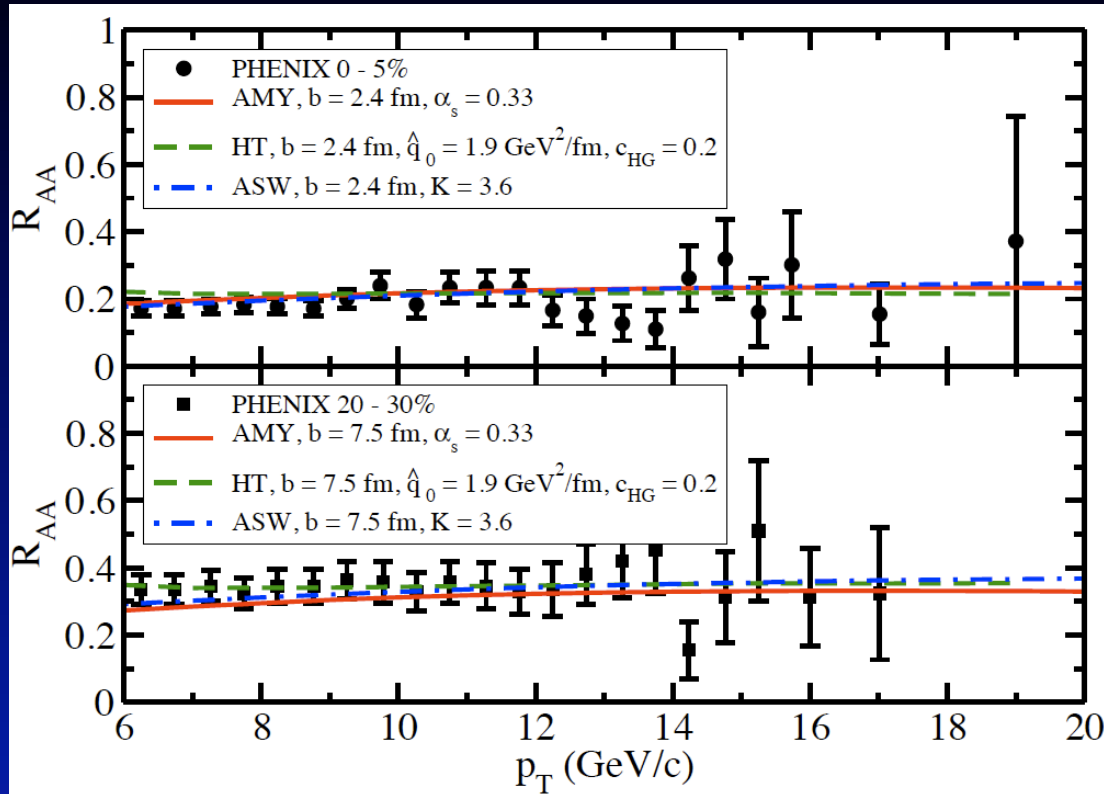 1
0.8
0.6
0.4
0.2
0
R_AA
PHENIX 0 - 5%
AMY, b = 2.4 fm, α_s = 0.33
HT, b = 2.4 fm, q̂_0 = 1.9 GeV^2/fm, c_HG = 0.2
ASW, b = 2.4 fm, K = 3.6
0.8
0.6
0.4
0.2
0
R_AA
PHENIX 20 - 30%
AMY, b = 7.5 fm, α_s = 0.33
HT, b = 7.5 fm, q̂_0 = 1.9 GeV^2/fm, c_HG = 0.2
ASW, b = 7.5 fm, K = 3.6
6 8 10 12 14 16 18 20
p_T (GeV/c)